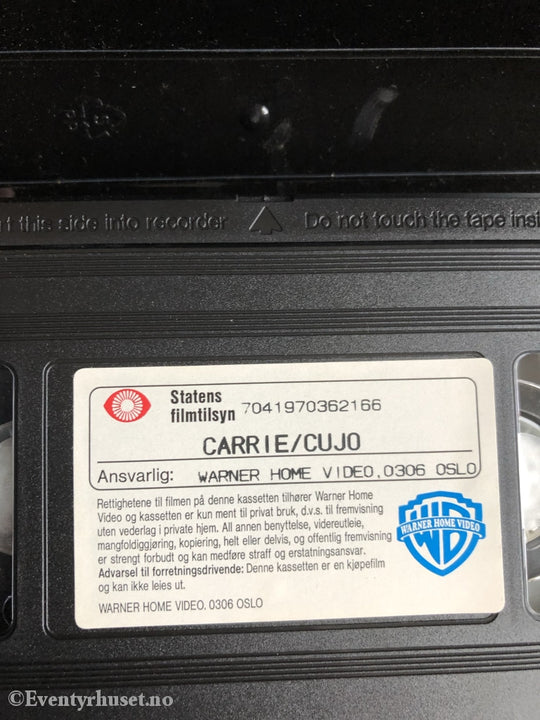 t this side into recorder Do not touch the tape insi
Statens
filmtilsyn 7041970362166
CARRIE/CUJO
Ansvarlig: WARNER HOME VIDEO,0306 OSLO
Rettighetene til filmen på denne kassetten tilhører Warner Home
Video og kassetten er kun ment til privat bruk, d.v.s. til fremvisning
uten vederlag i private hjem. All annen benyttelse, videreutleie,
mangfoldiggjøring, kopiering, helt eller delvis, og offentlig fremvisning
er strengt forbudt og kan medføre straff og erstatningsansvar.
Advarsel til forretningsdrivende: Denne kassetten er en kjøpefilm
og kan ikke leies ut.
WARNER HOME VIDEO. 0306 OSLO
WARNER HOME VIDEO
WB
©Eventyrhuset.no